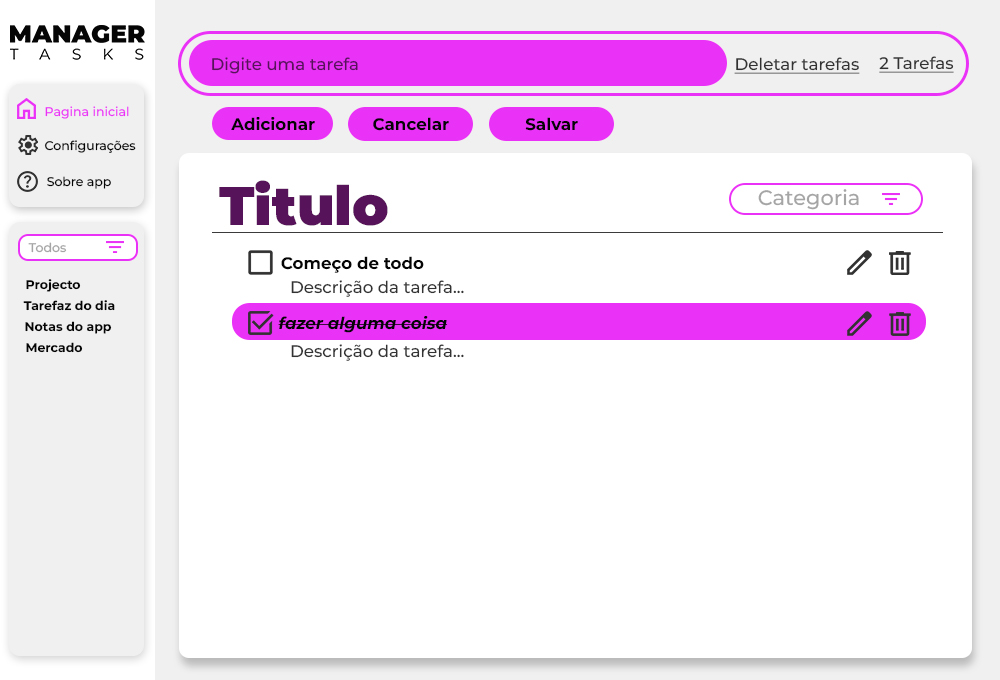 MANAGER
TASKS
Pagina inicial
Configurações
Sobre app
Todos
Projecto
Tarefaz do dia
Notas do app
Mercado
Digite uma tarefa
Deletar tarefas
2 Tarefas
Adicionar
Cancelar
Salvar
Titulo
Categoria
Começo de todo
Descrição da tarefa...
fazer alguma coisa
Descrição da tarefa...